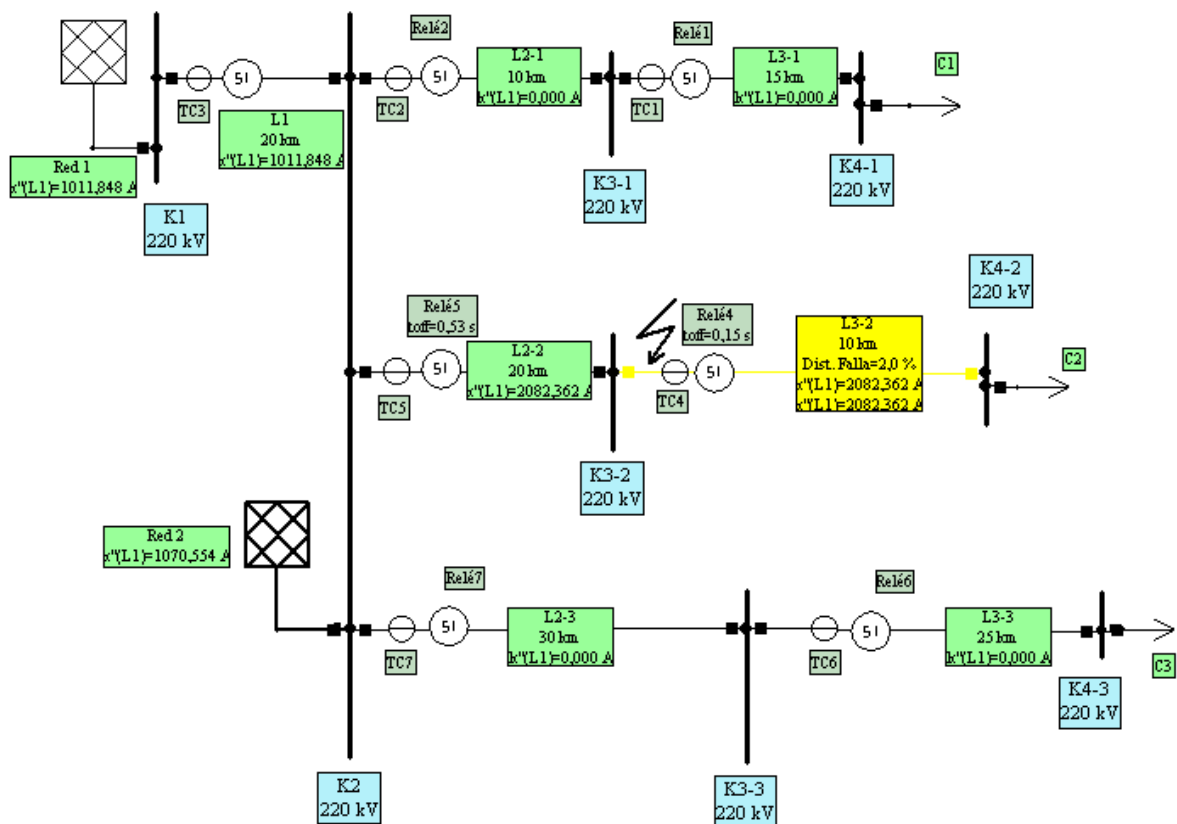 Relé2
Relé1
51
TC3
51
TC2
L2-1
10 km
k"(L1)=0,000 A
51
TC1
L3-1
15 km
k"(L1)=0,000 A
C1
L1
20 km
k"(L1)=1011,848 A
Red 1
k"(L1)=1011,848 A
K1
220 kV
K3-1
220 kV
K4-1
220 kV
K4-2
220 kV
Relé5
toff=0,53 s
Relé4
toff=0,15 s
51
TC5
L2-2
20 km
k"(L1)=2082,362 A
51
TC4
L3-2
10 km
Dist.Falla=2,0 %
k"(L1)=2082,362 A
k"(L1)=2082,362 A
C2
K3-2
220 kV
Red 2
k"(L1)=1070,554 A
Relé7
Relé6
51
TC7
L2-3
30 km
k"(L1)=0,000 A
51
TC6
L3-3
25 km
k"(L1)=0,000 A
C3
K4-3
220 kV
K2
220 kV
K3-3
220 kV